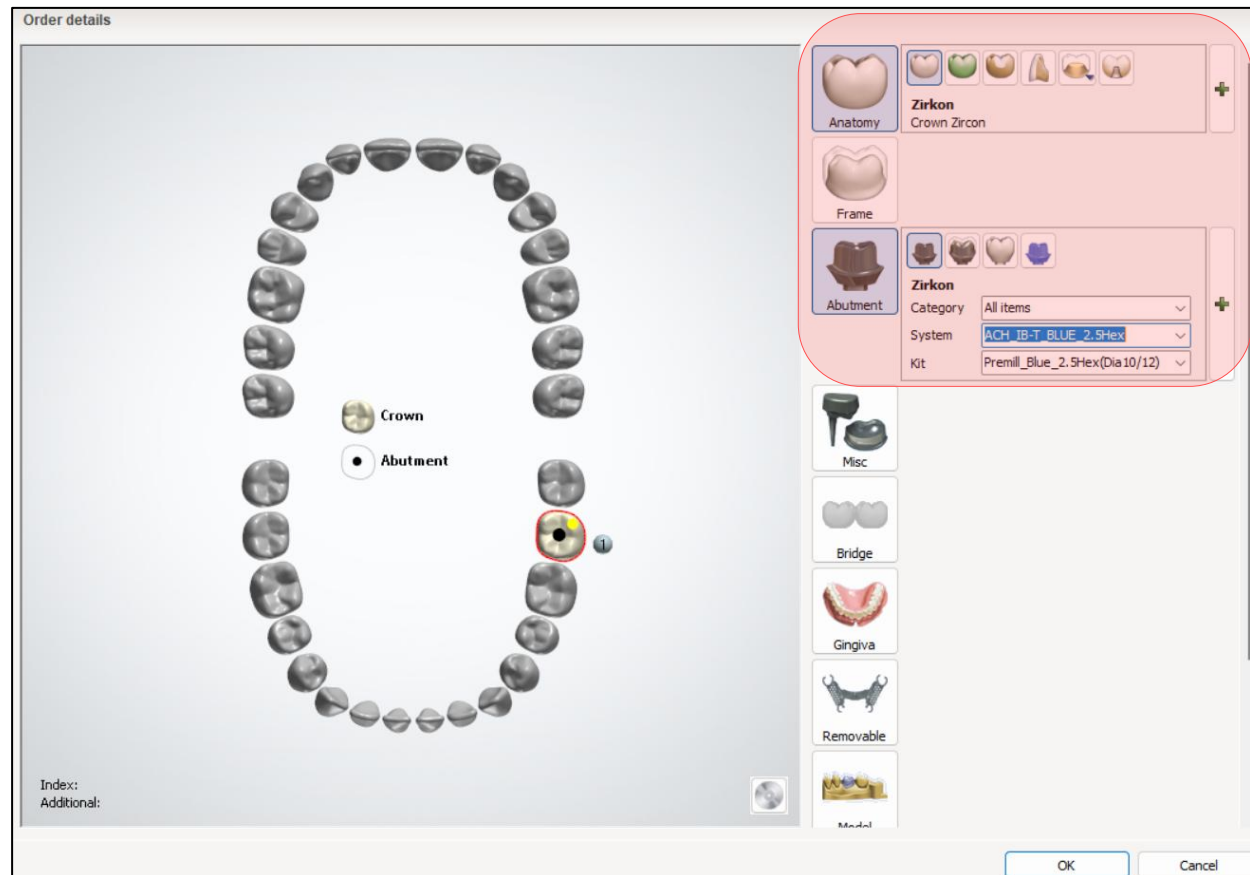 Order details
Crown
Abutment
1
Index:
Additional:
Anatomy
Zirkon
Crown Zircon
Frame
Abutment
Zirkon
Category All items
System ACH_IB-T_BLUE_2.5Hex
Kit Premill_Blue_2.5Hex(Dia10/12)
Misc
Bridge
Gingiva
Removable
Model
OK Cancel